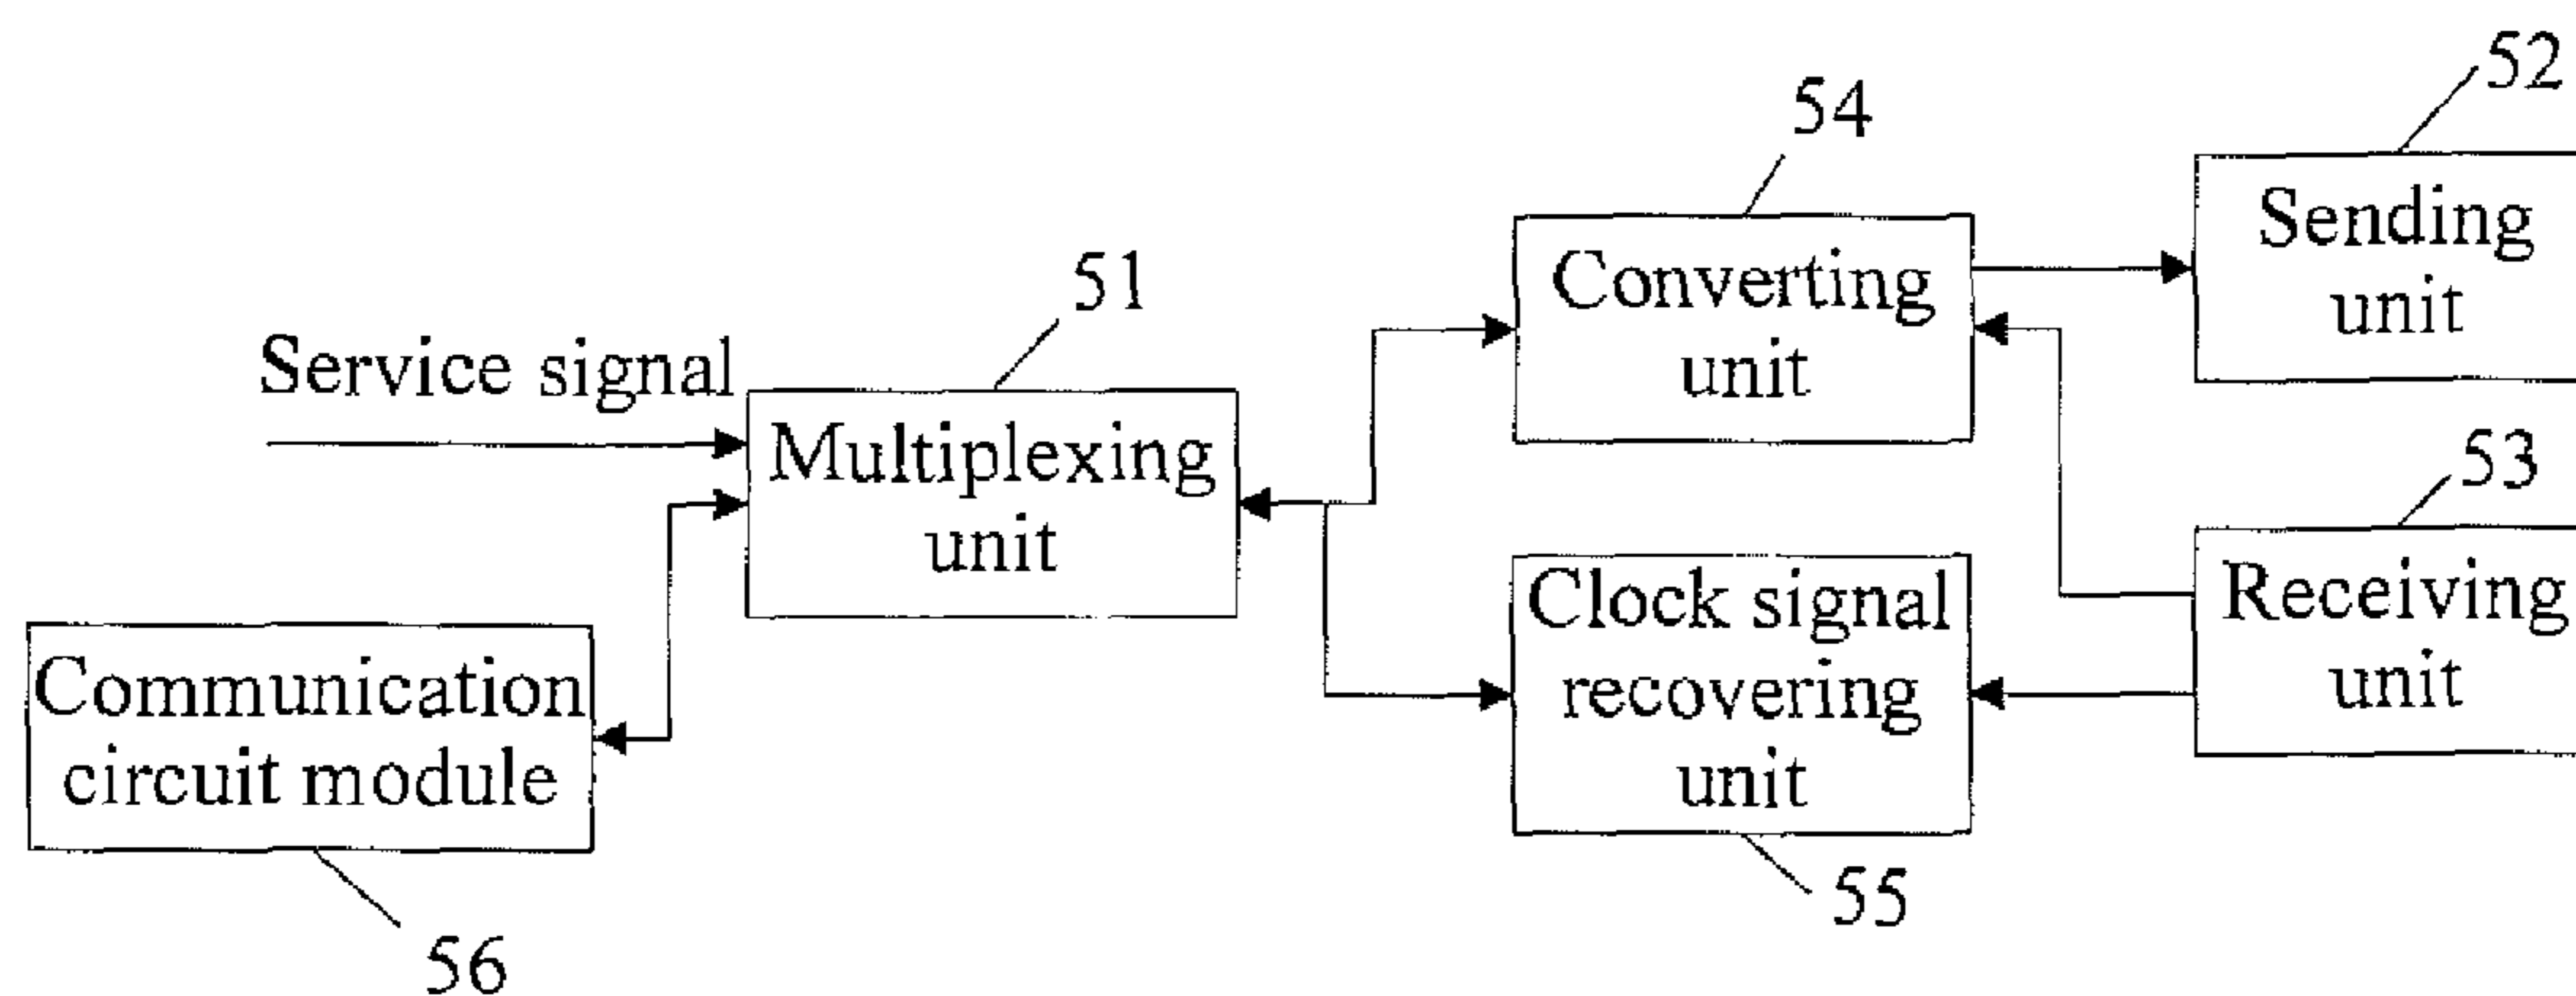 52
54
Sending
unit
51
Converting
unit
Service signal
Multiplexing
unit
53
Clock signal
recovering
unit
Receiving
unit
Communication
circuit module
55
56